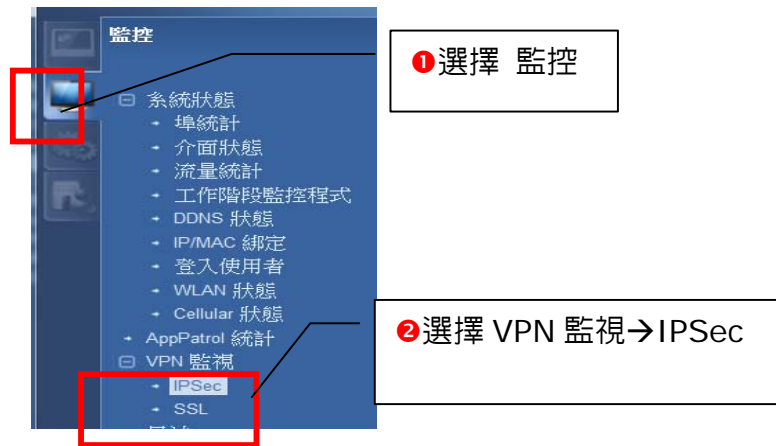 監控
❶選擇 監控
系統狀態
埠統計
介面狀態
流量統計
工作階段監控程式
DDNS 狀態
IP/MAC 綁定
登入使用者
WLAN 狀態
Cellular 狀態
AppPatrol 統計
VPN 監視
❷選擇 VPN 監視→IPSec
IPSec
SSL